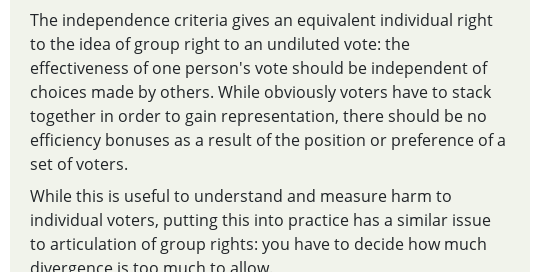 The independence criteria gives an equivalent individual right
to the idea of group right to an undiluted vote: the
effectiveness of one person's vote should be independent of
choices made by others. While obviously voters have to stack
together in order to gain representation, there should be no
efficiency bonuses as a result of the position or preference of a
set of voters.
While this is useful to understand and measure harm to
individual voters, putting this into practice has a similar issue
to articulation of group rights: you have to decide how much
divergence is too much to allow